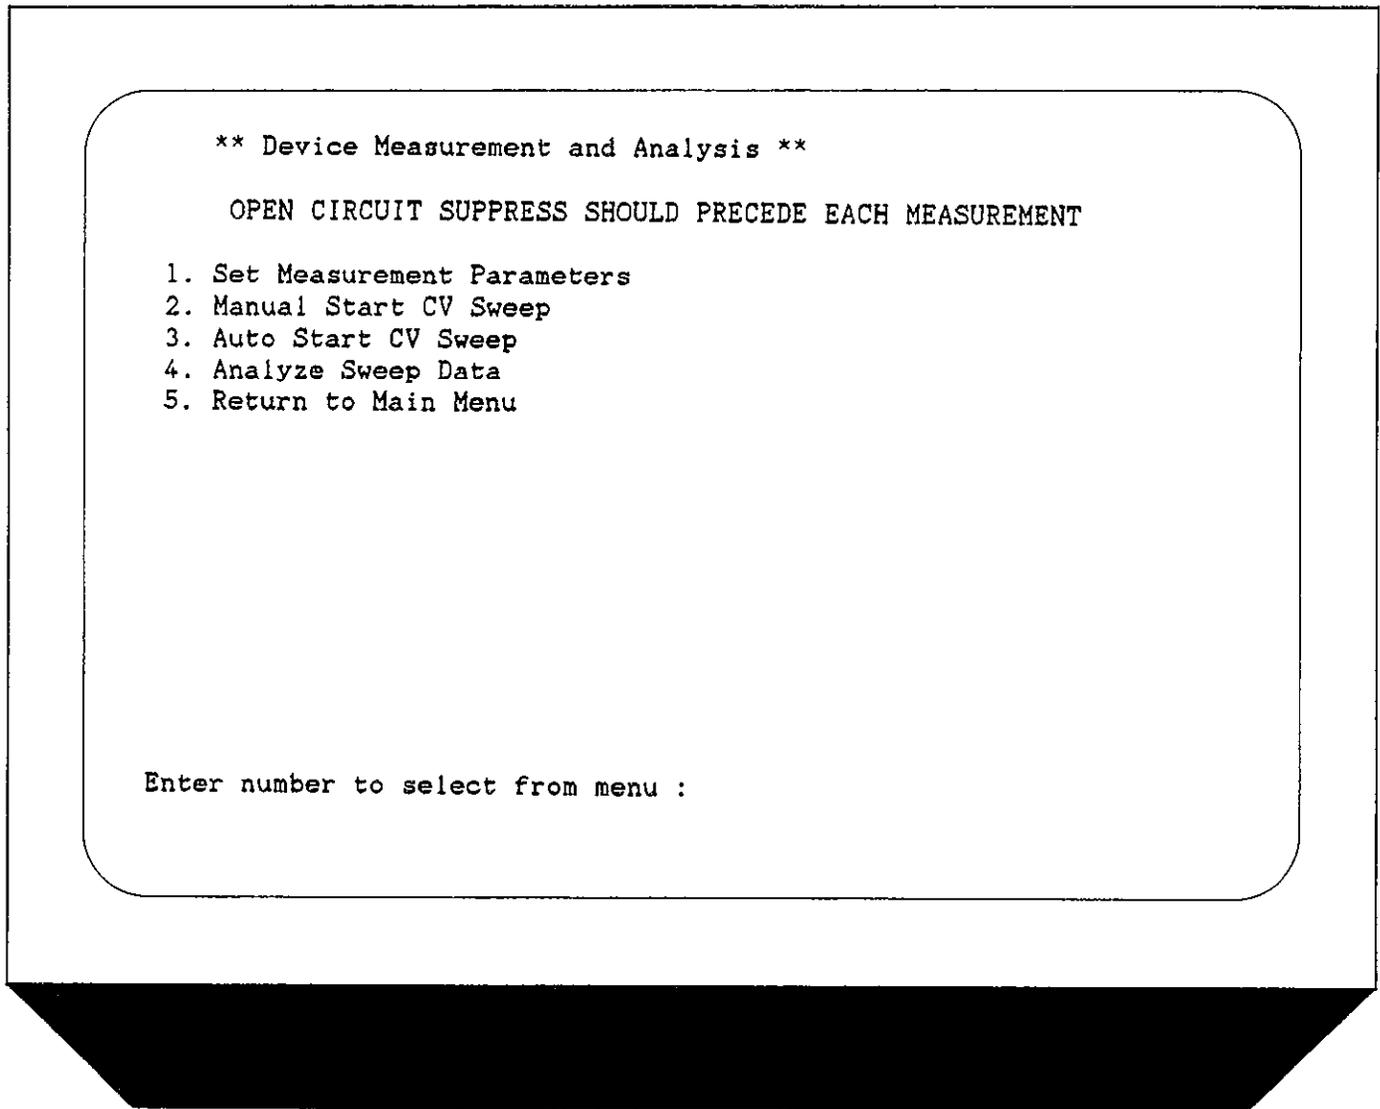 ** Device Measurement and Analysis **
OPEN CIRCUIT SUPPRESS SHOULD PRECEDE EACH MEASUREMENT
1. Set Measurement Parameters
2. Manual Start CV Sweep
3. Auto Start CV Sweep
4. Analyze Sweep Data
5. Return to Main Menu
Enter number to select from menu :